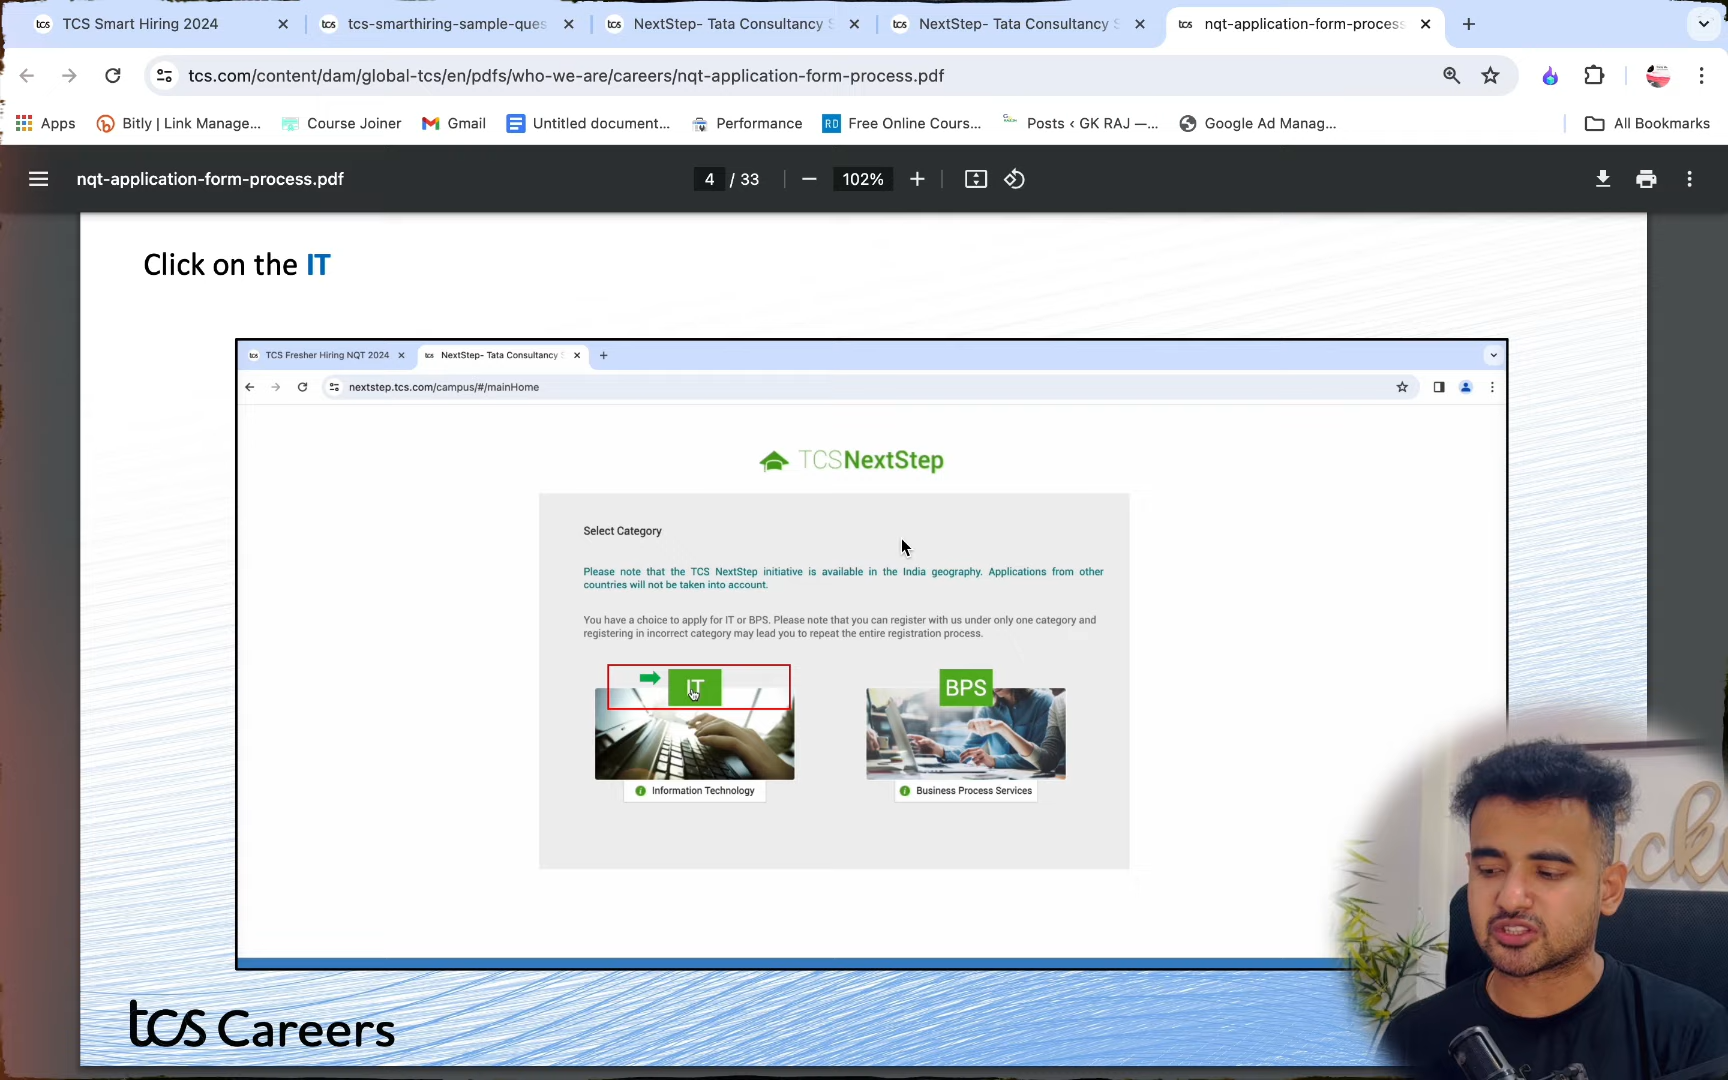 TCS Smart Hiring 2024
tcs-smarthiring-sample-ques
NextStep- Tata Consultancy S
NextStep- Tata Consultancy S
nqt-application-form-process
tcs.com/content/dam/global-tcs/en/pdfs/who-we-are/careers/nqt-application-form-process.pdf
Apps
Bitly | Link Manage...
Course Joiner
Gmail
Untitled document...
Performance
RD Free Online Cours...
Posts ‹ GK RAJ —...
Google Ad Manag...
All Bookmarks
nqt-application-form-process.pdf
4 / 33
102%
Click on the IT
tcs TCS Fresher Hiring NQT 2024
tcs NextStep- Tata Consultancy S
nextstep.tcs.com/campus/#/mainHome
TCSNextStep
Select Category
Please note that the TCS NextStep initiative is available in the India geography. Applications from other
countries will not be taken into account.
You have a choice to apply for IT or BPS. Please note that you can register with us under only one category and
registering in incorrect category may lead you to repeat the entire registration process.
IT
BPS
Information Technology
Business Process Services
tcs Careers